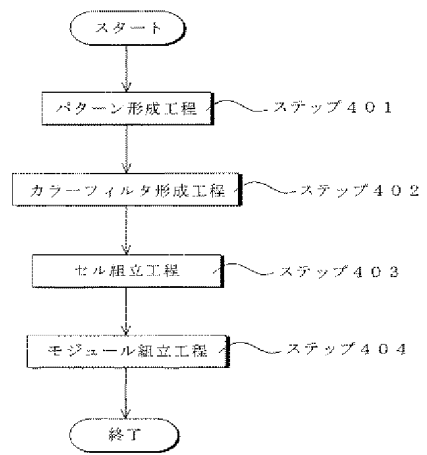 スタート
パターン形成工程 ステップ401
カラーフィルタ形成工程 ステップ402
セル組立工程 ステップ403
モジュール組立工程 ステップ404
終了